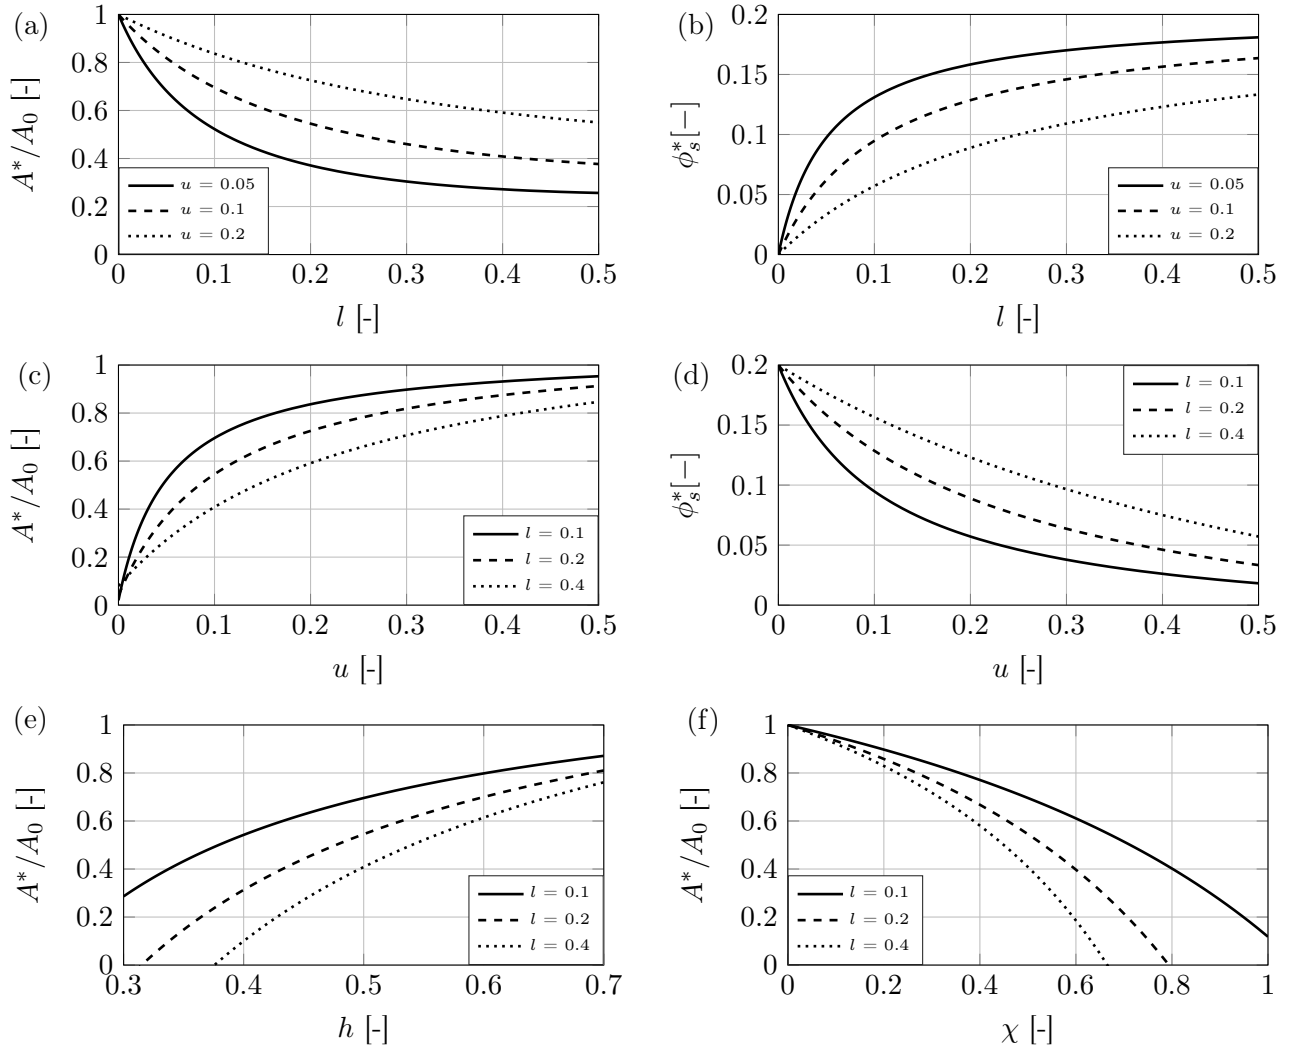 (a)
A*/A₀ [-]
1
0.8
0.6
0.4
0.2
0
u = 0.05
u = 0.1
u = 0.2
0 0.1 0.2 0.3 0.4 0.5
l [-]
(b)
ϕₛ*[−]
0.2
0.15
0.1
0.05
0
u = 0.05
u = 0.1
u = 0.2
0 0.1 0.2 0.3 0.4 0.5
l [-]
(c)
A*/A₀ [-]
1
0.8
0.6
0.4
0.2
0
l = 0.1
l = 0.2
l = 0.4
0 0.1 0.2 0.3 0.4 0.5
u [-]
(d)
ϕₛ*[−]
0.2
0.15
0.1
0.05
0
l = 0.1
l = 0.2
l = 0.4
0 0.1 0.2 0.3 0.4 0.5
u [-]
(e)
A*/A₀ [-]
1
0.8
0.6
0.4
0.2
0
l = 0.1
l = 0.2
l = 0.4
0.3 0.4 0.5 0.6 0.7
h [-]
(f)
A*/A₀ [-]
1
0.8
0.6
0.4
0.2
0
l = 0.1
l = 0.2
l = 0.4
0 0.2 0.4 0.6 0.8 1
χ [-]